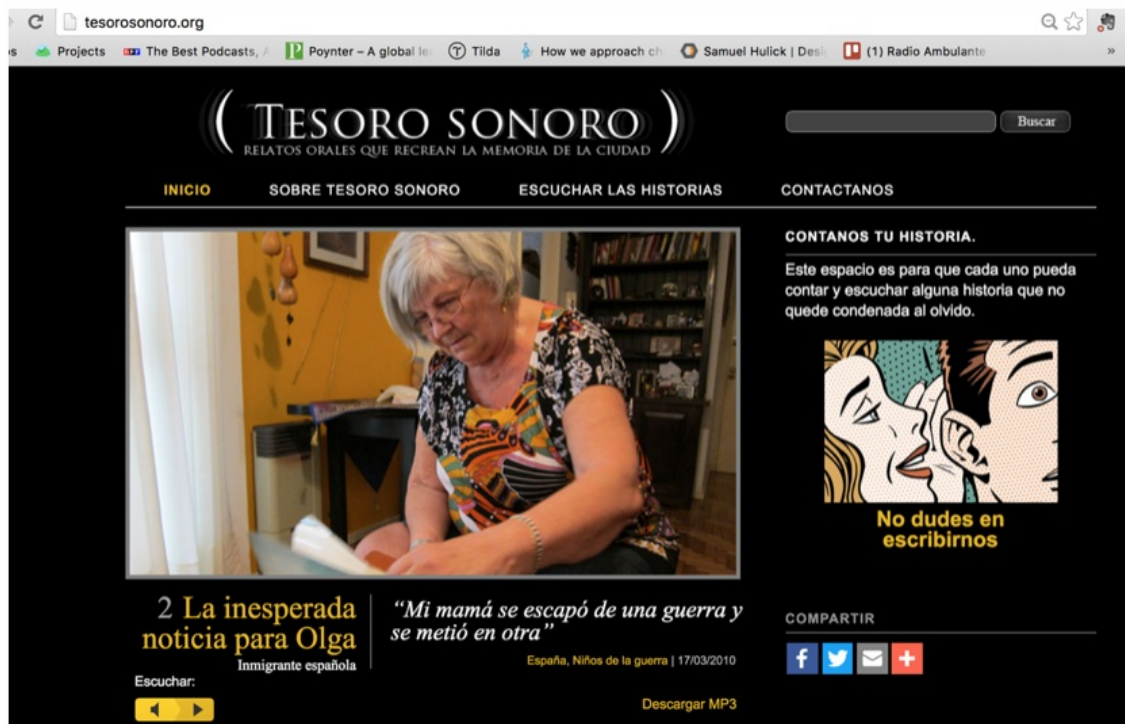 tesorosonoro.org
Projects The Best Podcasts, Poynter – A global Tilda How we approach Samuel Hulick | (1) Radio Ambulante »
( TESORO SONORO )
RELATOS ORALES QUE RECREAN LA MEMORIA DE LA CIUDAD
Buscar
INICIO SOBRE TESORO SONORO ESCUCHAR LAS HISTORIAS CONTACTANOS
CONTANOS TU HISTORIA.
Este espacio es para que cada uno pueda
contar y escuchar alguna historia que no
quede condenada al olvido.
No dudes en
escribirnos
2 La inesperada
noticia para Olga
Inmigrante española
Escuchar:
“Mi mamá se escapó de una guerra y
se metió en otra”
España, Niños de la guerra | 17/03/2010
Descargar MP3
COMPARTIR